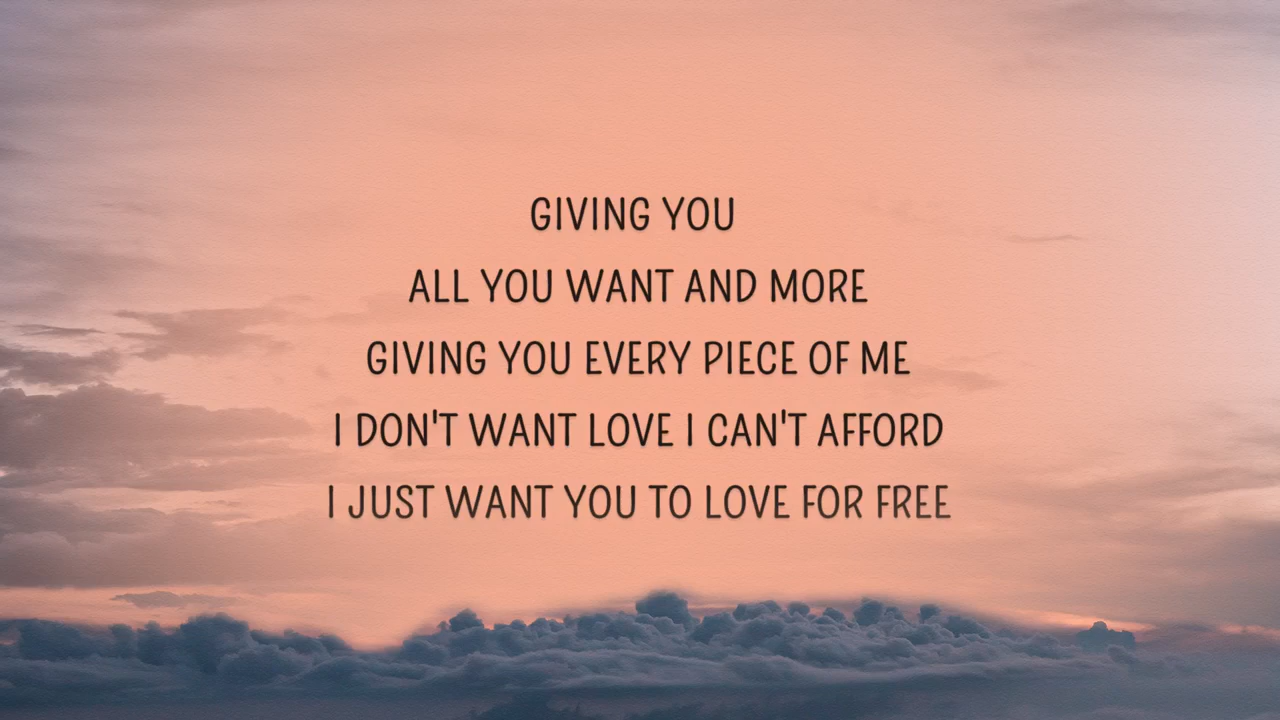 GIVING YOU
ALL YOU WANT AND MORE
GIVING YOU EVERY PIECE OF ME
I DON'T WANT LOVE I CAN'T AFFORD
I JUST WANT YOU TO LOVE FOR FREE